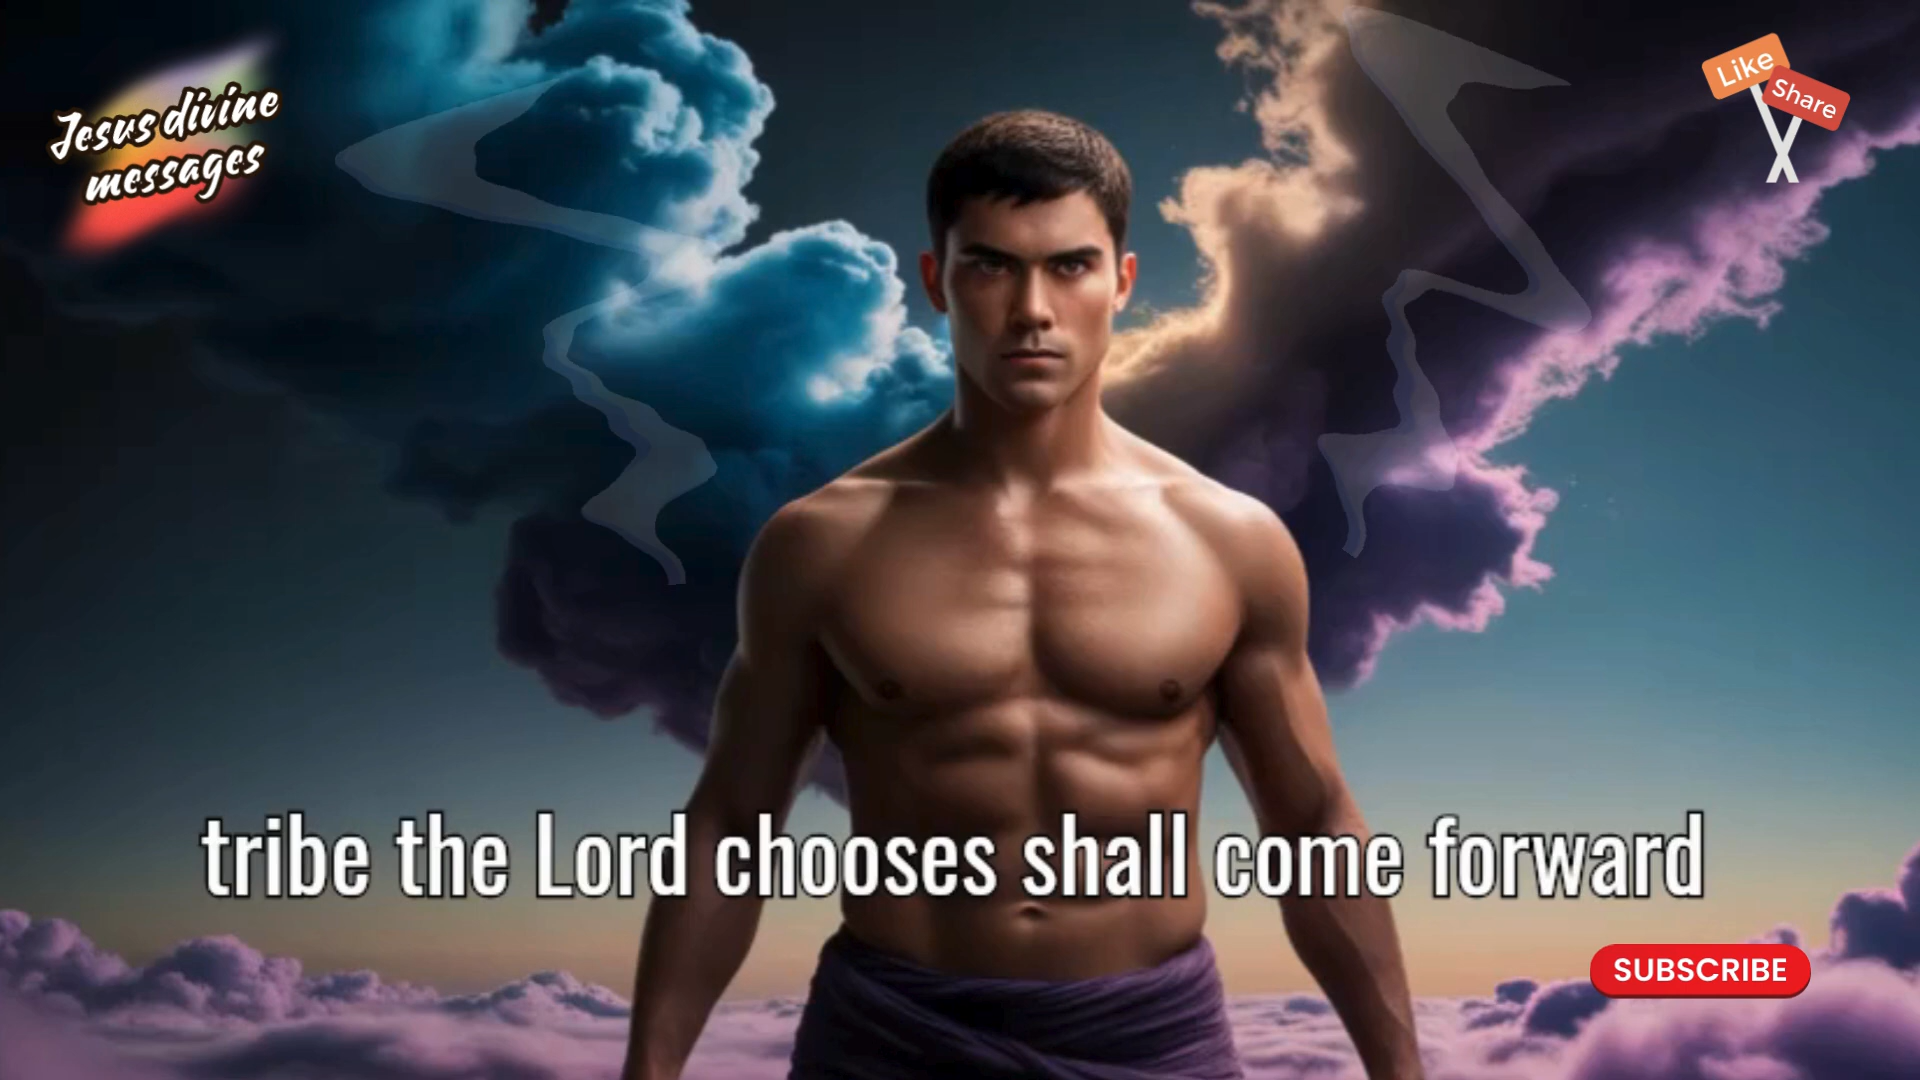 Jesus divine
messages
Like
Share
tribe the Lord chooses shall come forward
SUBSCRIBE